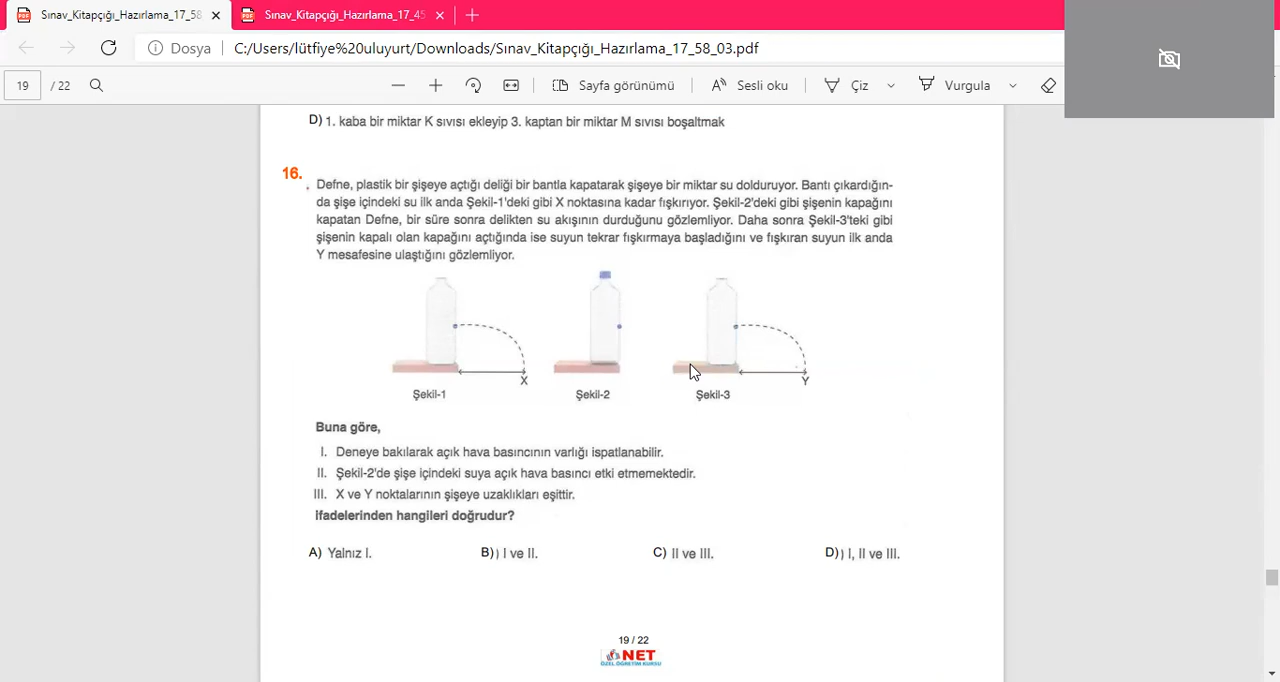 Sınav_Kitapçığı_Hazırlama_17_58
Sınav_Kitapçığı_Hazırlama_17_45
Dosya
C:/Users/lütfiye%20uluyurt/Downloads/Sınav_Kitapçığı_Hazırlama_17_58_03.pdf
19 / 22
Sayfa görünümü
Sesli oku
Çiz
Vurgula
D) 1. kaba bir miktar K sıvısı ekleyip 3. kaptan bir miktar M sıvısı boşaltmak
16.
Defne, plastik bir şişeye açtığı deliği bir bantla kapatarak şişeye bir miktar su dolduruyor. Bantı çıkardığın-
da şişe içindeki su ilk anda Şekil-1'deki gibi X noktasına kadar fışkırıyor. Şekil-2'deki gibi şişenin kapağını
kapatan Defne, bir süre sonra delikten su akışının durduğunu gözlemliyor. Daha sonra Şekil-3'teki gibi
şişenin kapalı olan kapağını açtığında ise suyun tekrar fışkırmaya başladığını ve fışkıran suyun ilk anda
Y mesafesine ulaştığını gözlemliyor.
X
Y
Şekil-1
Şekil-2
Şekil-3
Buna göre,
I. Deneye bakılarak açık hava basıncının varlığı ispatlanabilir.
II. Şekil-2'de şişe içindeki suya açık hava basıncı etki etmemektedir.
III. X ve Y noktalarının şişeye uzaklıkları eşittir.
ifadelerinden hangileri doğrudur?
A) Yalnız I.
B) ) I ve II.
C) II ve III.
D) ) I, II ve III.
19 / 22
NET
ÖZEL ÖĞRETİM KURSU